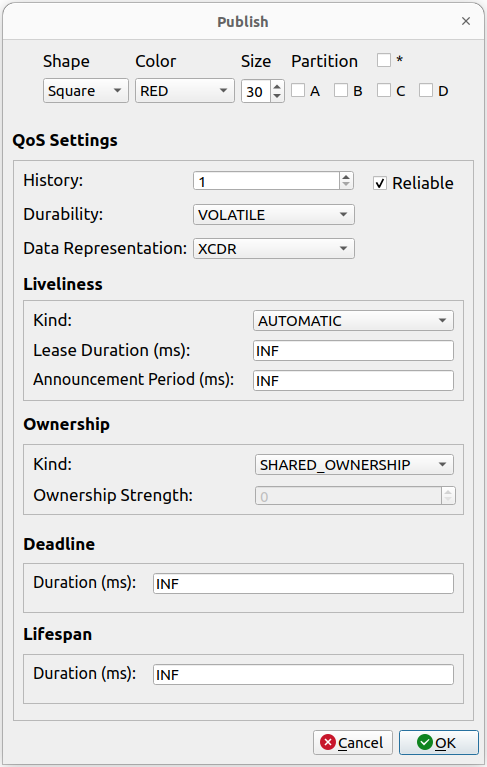 Publish
Shape Color Size Partition *
Square RED 30 A B C D
QoS Settings
History: 1 Reliable
Durability: VOLATILE
Data Representation: XCDR
Liveliness
Kind: AUTOMATIC
Lease Duration (ms): INF
Announcement Period (ms): INF
Ownership
Kind: SHARED_OWNERSHIP
Ownership Strength: 0
Deadline
Duration (ms): INF
Lifespan
Duration (ms): INF
Cancel OK